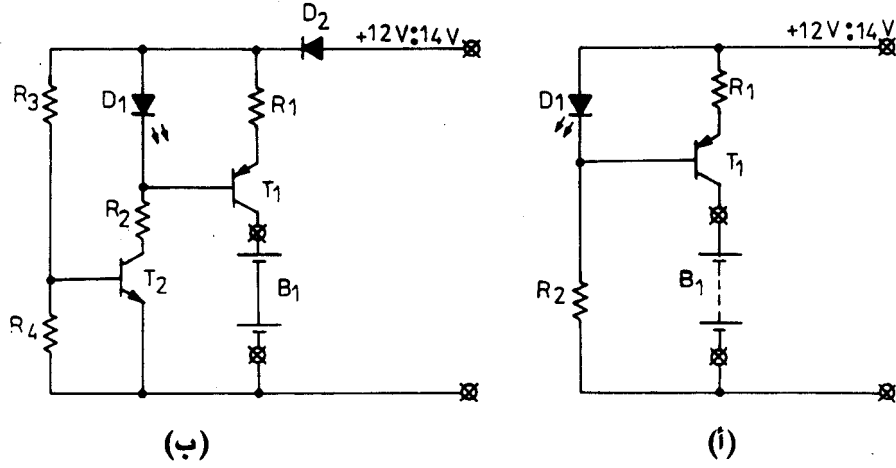 D2
+12V:14V
R3
D1
R1
T1
R2
T2
B1
R4
(ب)
+12V:14V
D1
R1
T1
R2
B1
(أ)